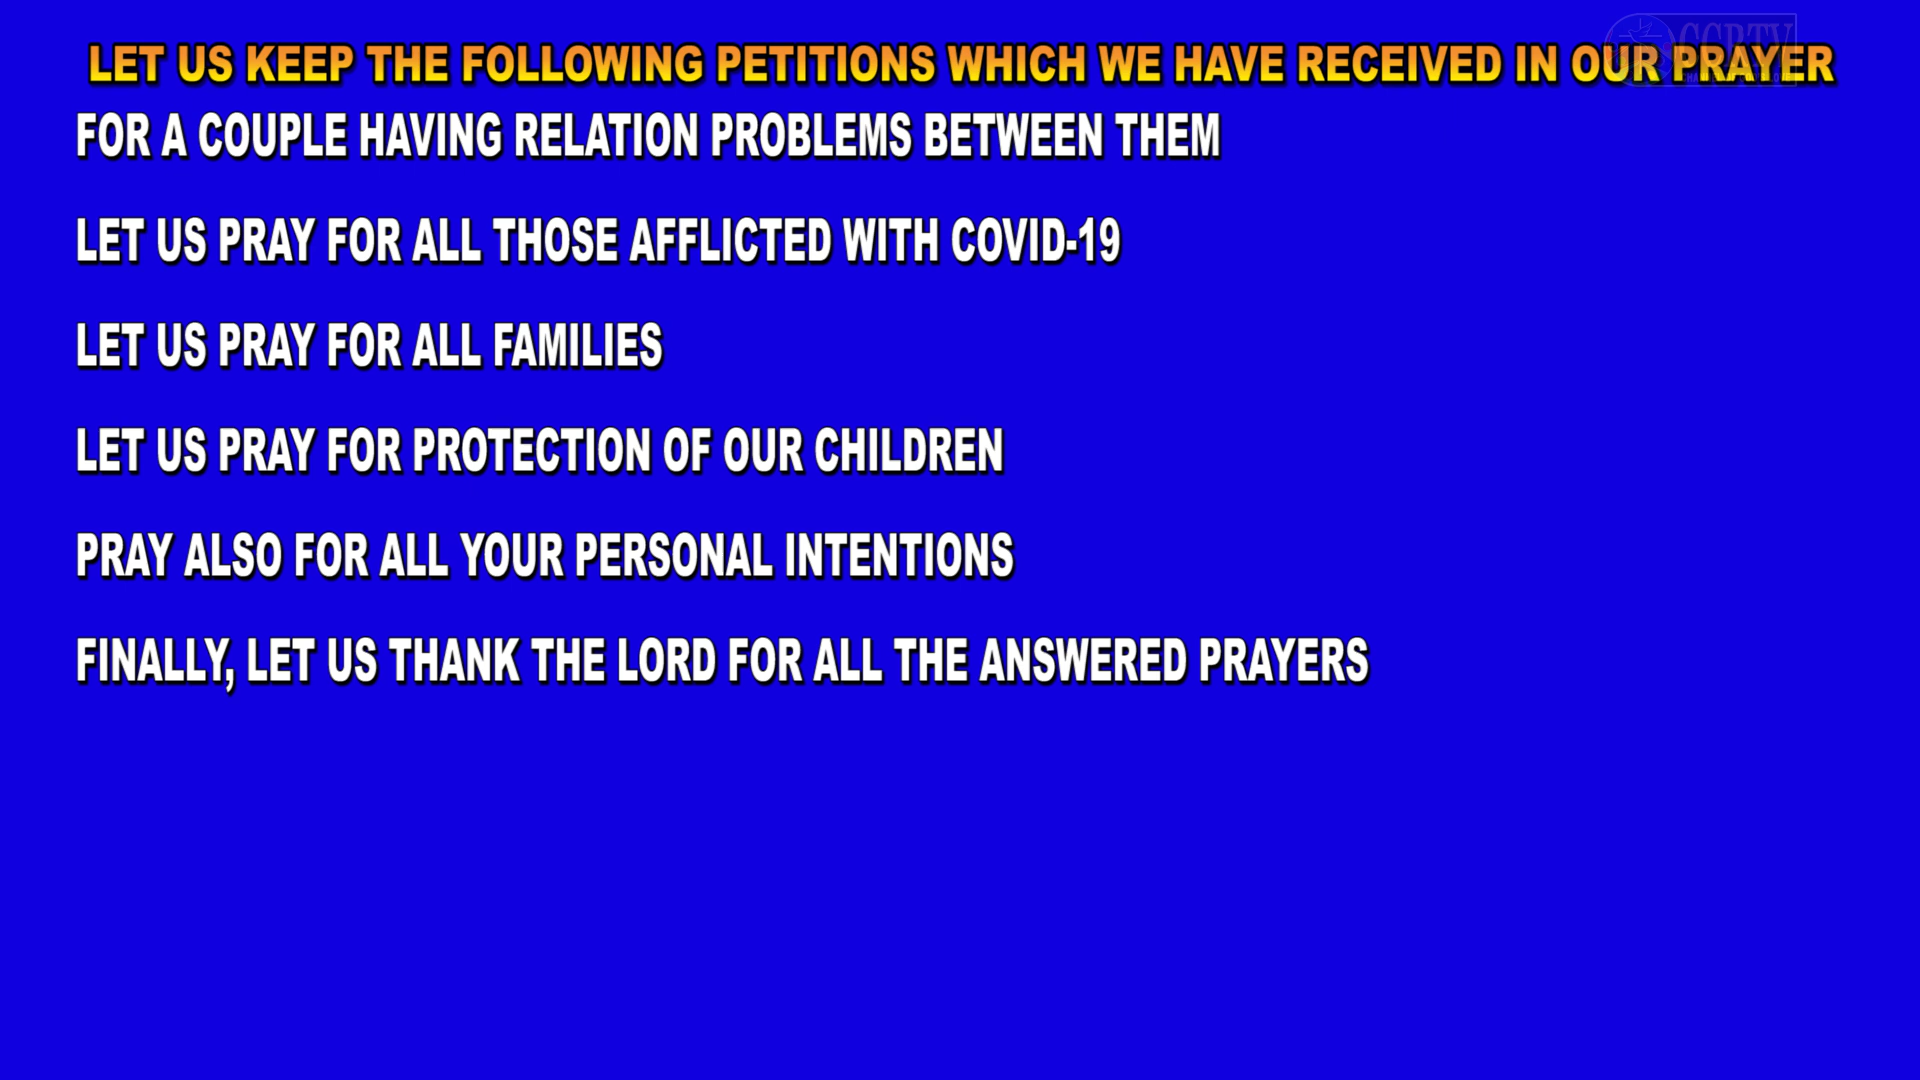 LET US KEEP THE FOLLOWING PETITIONS WHICH WE HAVE RECEIVED IN OUR PRAYER
CCRTV
FOR A COUPLE HAVING RELATION PROBLEMS BETWEEN THEM
LET US PRAY FOR ALL THOSE AFFLICTED WITH COVID-19
LET US PRAY FOR ALL FAMILIES
LET US PRAY FOR PROTECTION OF OUR CHILDREN
PRAY ALSO FOR ALL YOUR PERSONAL INTENTIONS
FINALLY, LET US THANK THE LORD FOR ALL THE ANSWERED PRAYERS